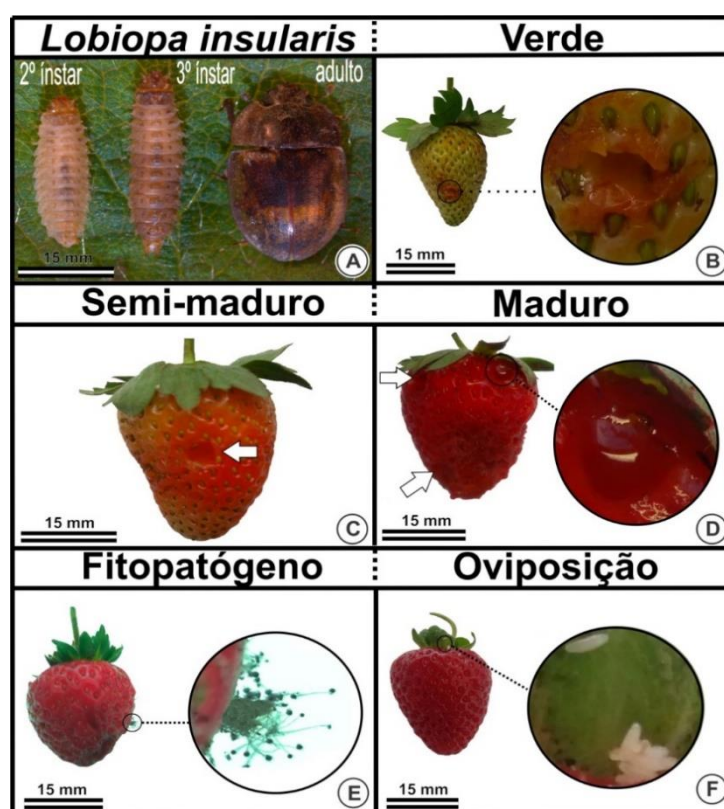 Lobiopa insularis
Verde
2º ínstar
3º ínstar
adulto
15 mm
A
B
15 mm
Semi-maduro
Maduro
15 mm
C
15 mm
D
Fitopatógeno
Oviposição
15 mm
E
15 mm
F